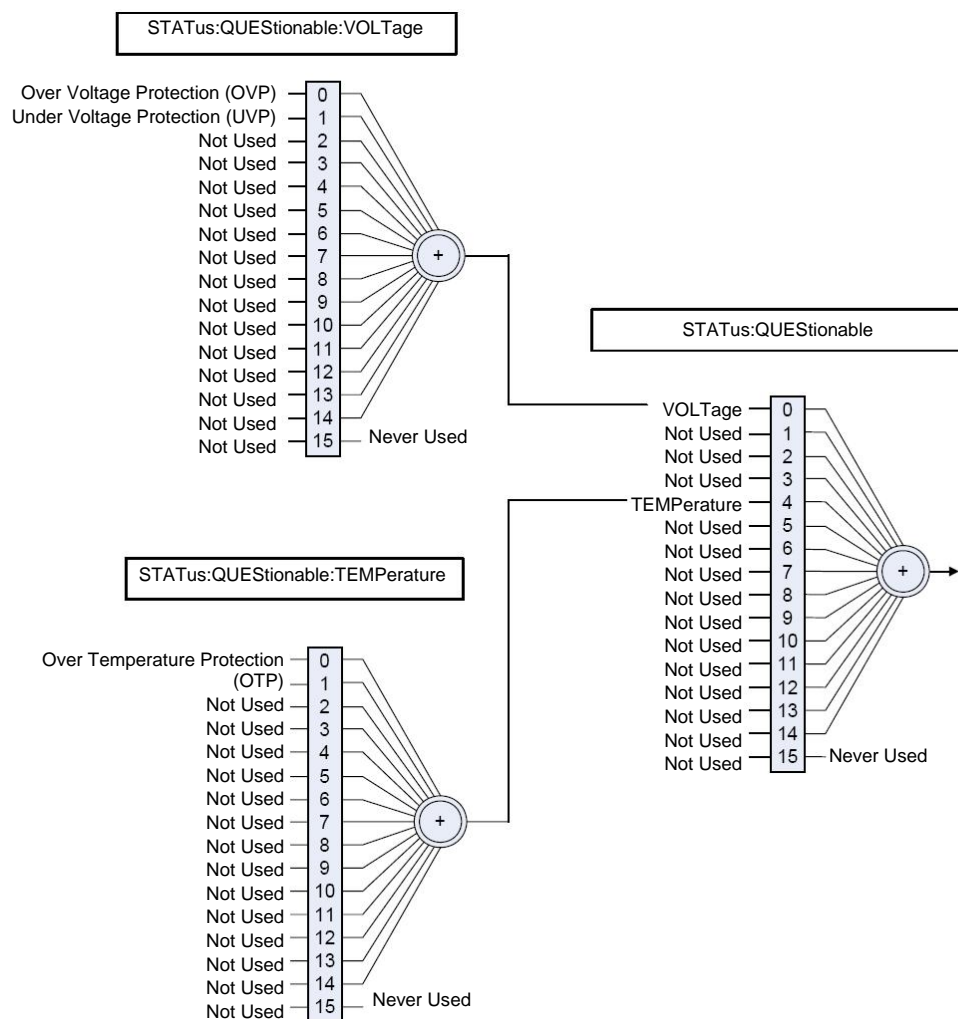 STATus:QUEStionable:VOLTage
Over Voltage Protection (OVP) 0
Under Voltage Protection (UVP) 1
Not Used 2
Not Used 3
Not Used 4
Not Used 5
Not Used 6
Not Used 7
Not Used 8
Not Used 9
Not Used 10
Not Used 11
Not Used 12
Not Used 13
Not Used 14
Not Used 15 Never Used
+
STATus:QUEStionable
VOLTage 0
Not Used 1
Not Used 2
Not Used 3
TEMPerature 4
Not Used 5
Not Used 6
Not Used 7
Not Used 8
Not Used 9
Not Used 10
Not Used 11
Not Used 12
Not Used 13
Not Used 14
Not Used 15 Never Used
+
STATus:QUEStionable:TEMPerature
Over Temperature Protection 0
(OTP) 1
Not Used 2
Not Used 3
Not Used 4
Not Used 5
Not Used 6
Not Used 7
Not Used 8
Not Used 9
Not Used 10
Not Used 11
Not Used 12
Not Used 13
Not Used 14
Not Used 15 Never Used
+